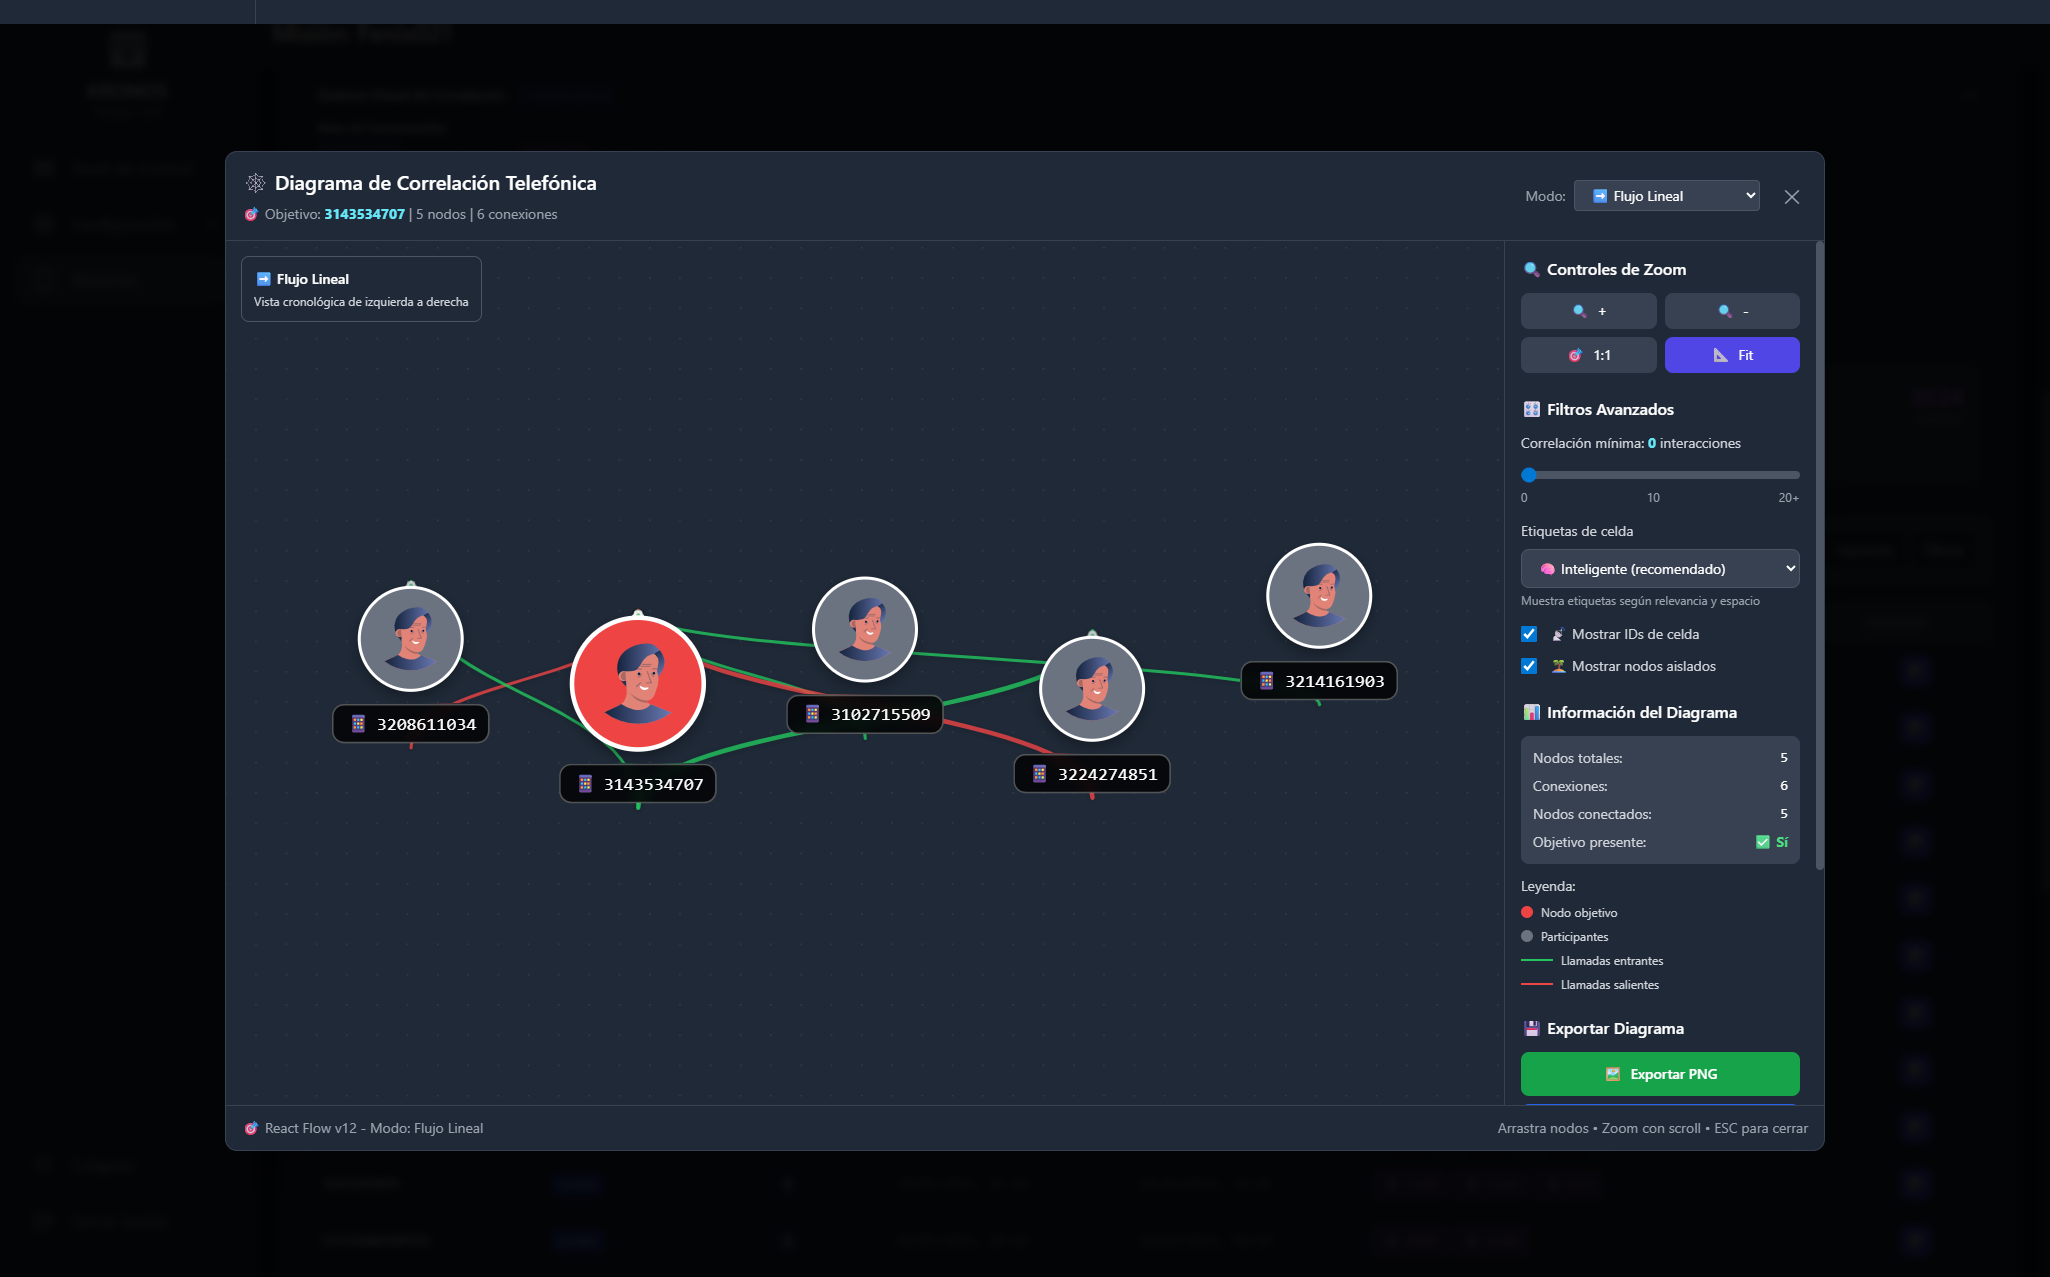 Diagrama de Correlación Telefónica
Objetivo: 3143534707 | 5 nodos | 6 conexiones
Modo:
Flujo Lineal
Flujo Lineal
Vista cronológica de izquierda a derecha
3208611034
3143534707
3102715509
3224274851
3214161903
Controles de Zoom
+
-
1:1
Fit
Filtros Avanzados
Correlación mínima: 0 interacciones
0 10 20+
Etiquetas de celda
Inteligente (recomendado)
Muestra etiquetas según relevancia y espacio
Mostrar IDs de celda
Mostrar nodos aislados
Información del Diagrama
Nodos totales: 5
Conexiones: 6
Nodos conectados: 5
Objetivo presente: Sí
Leyenda:
Nodo objetivo
Participantes
Llamadas entrantes
Llamadas salientes
Exportar Diagrama
Exportar PNG
React Flow v12 - Modo: Flujo Lineal
Arrastra nodos • Zoom con scroll • ESC para cerrar